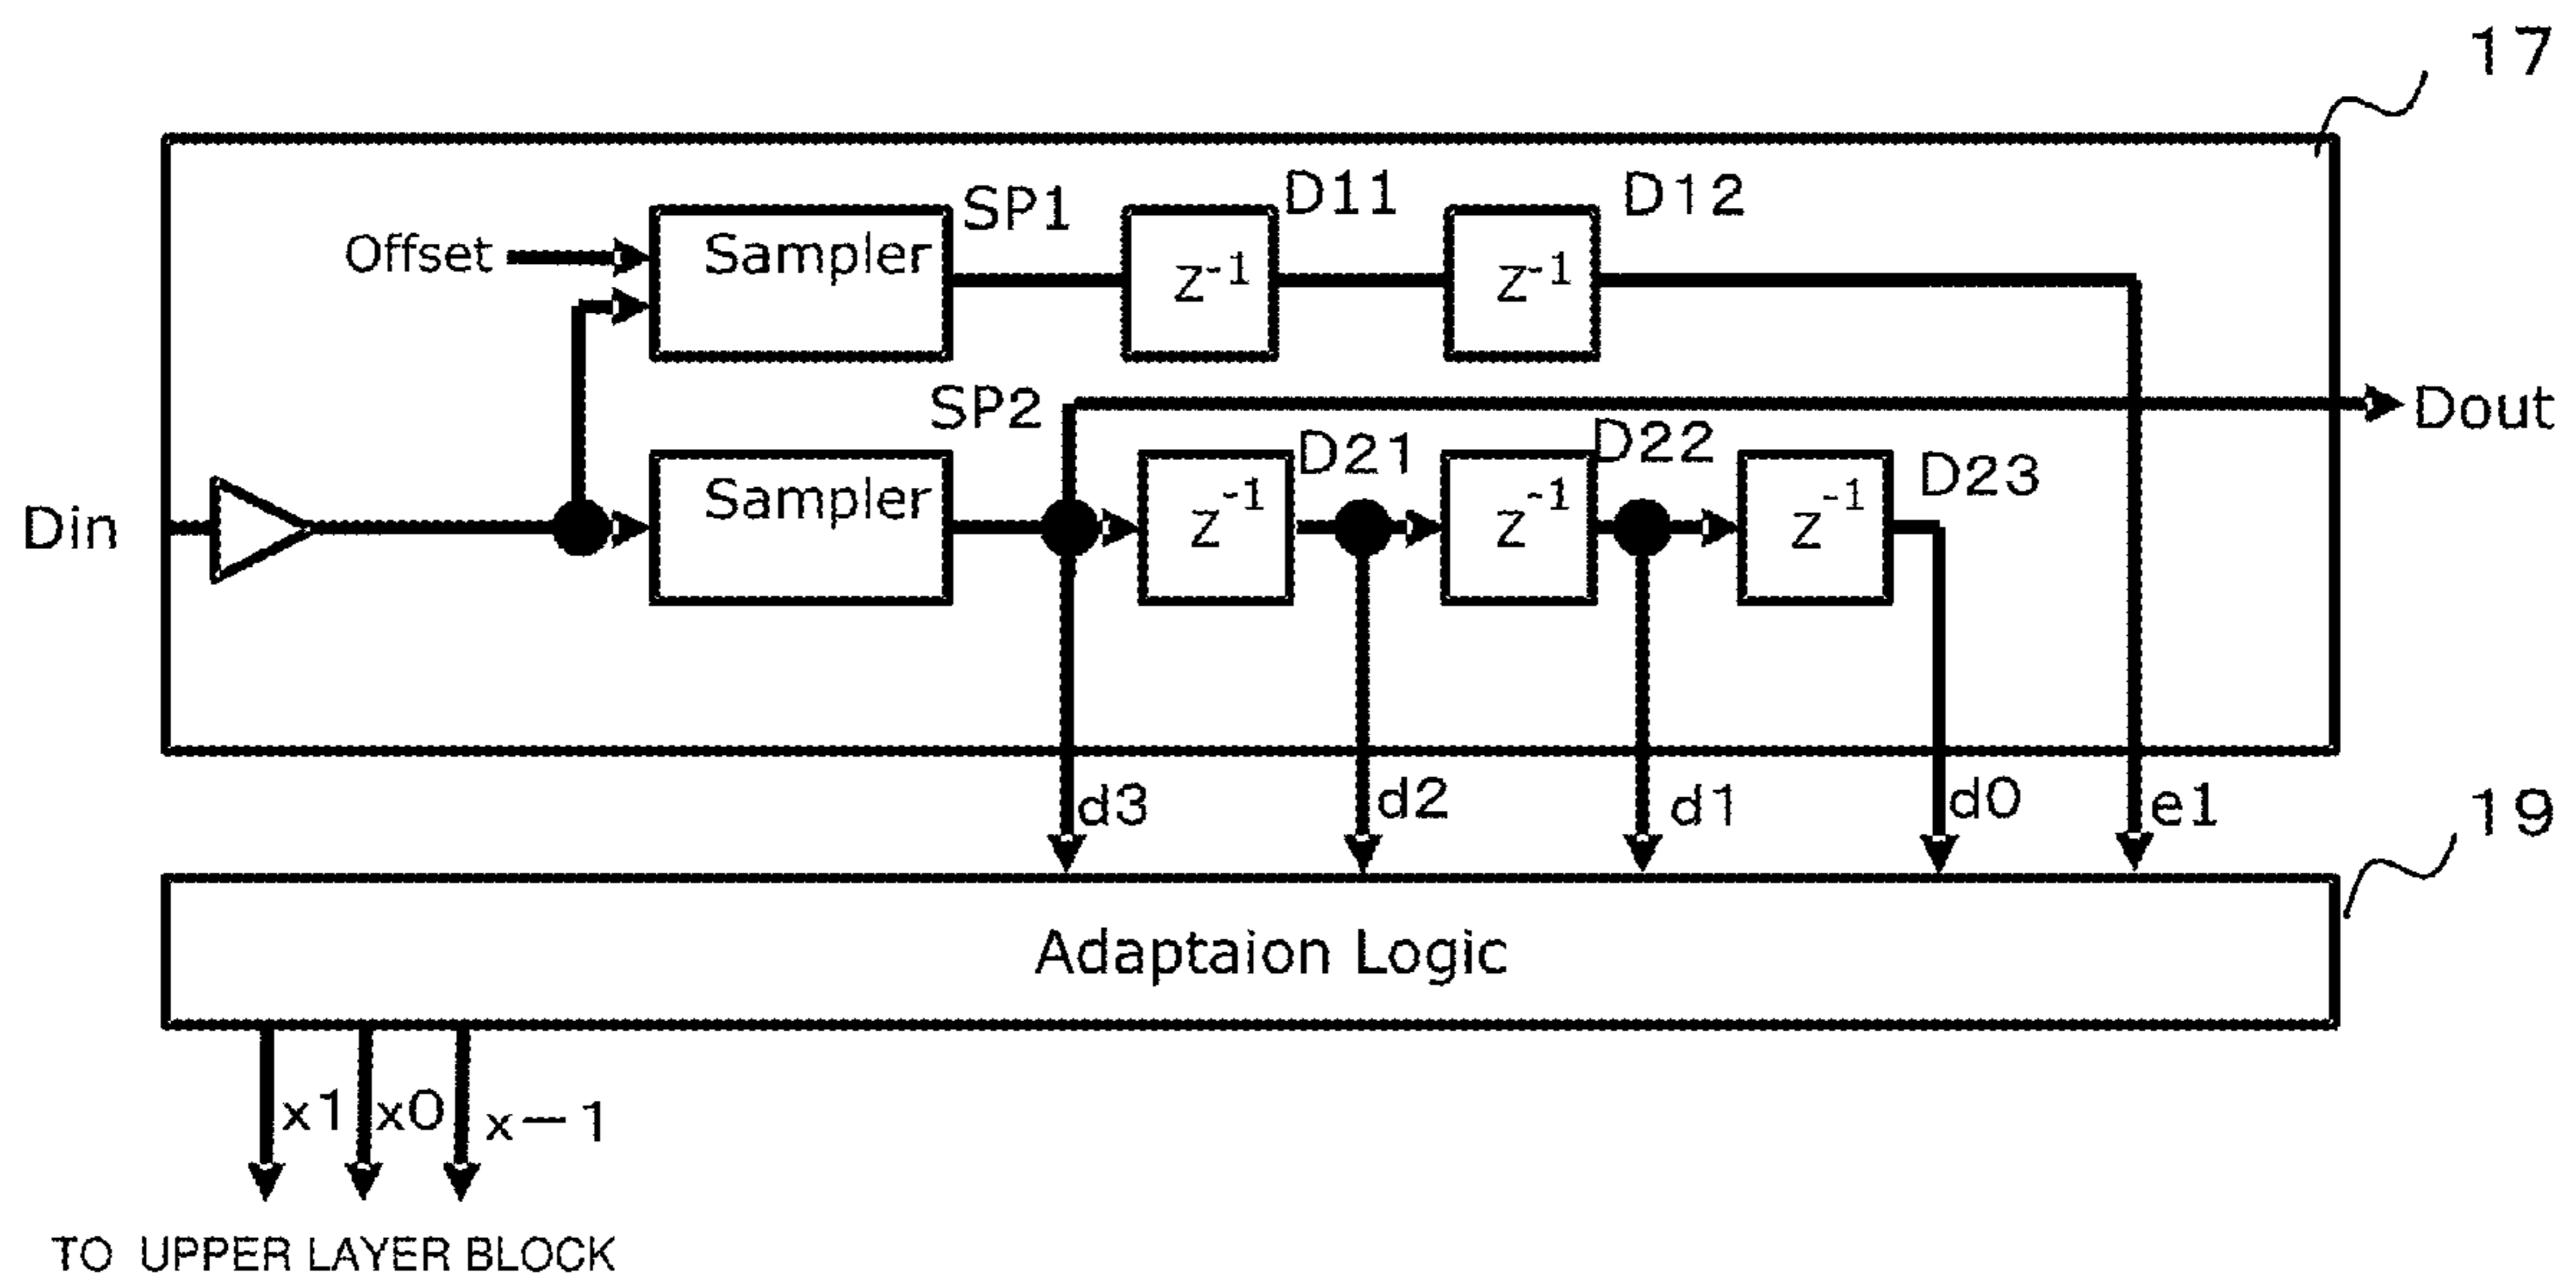 17
SP1
D11
D12
Offset
Sampler
Z-1
Z-1
SP2
Dout
D21
D22
D23
Din
Sampler
Z-1
Z-1
Z-1
d3
d2
d1
d0
e1
19
Adaptaion Logic
x1
x0
x−1
TO UPPER LAYER BLOCK